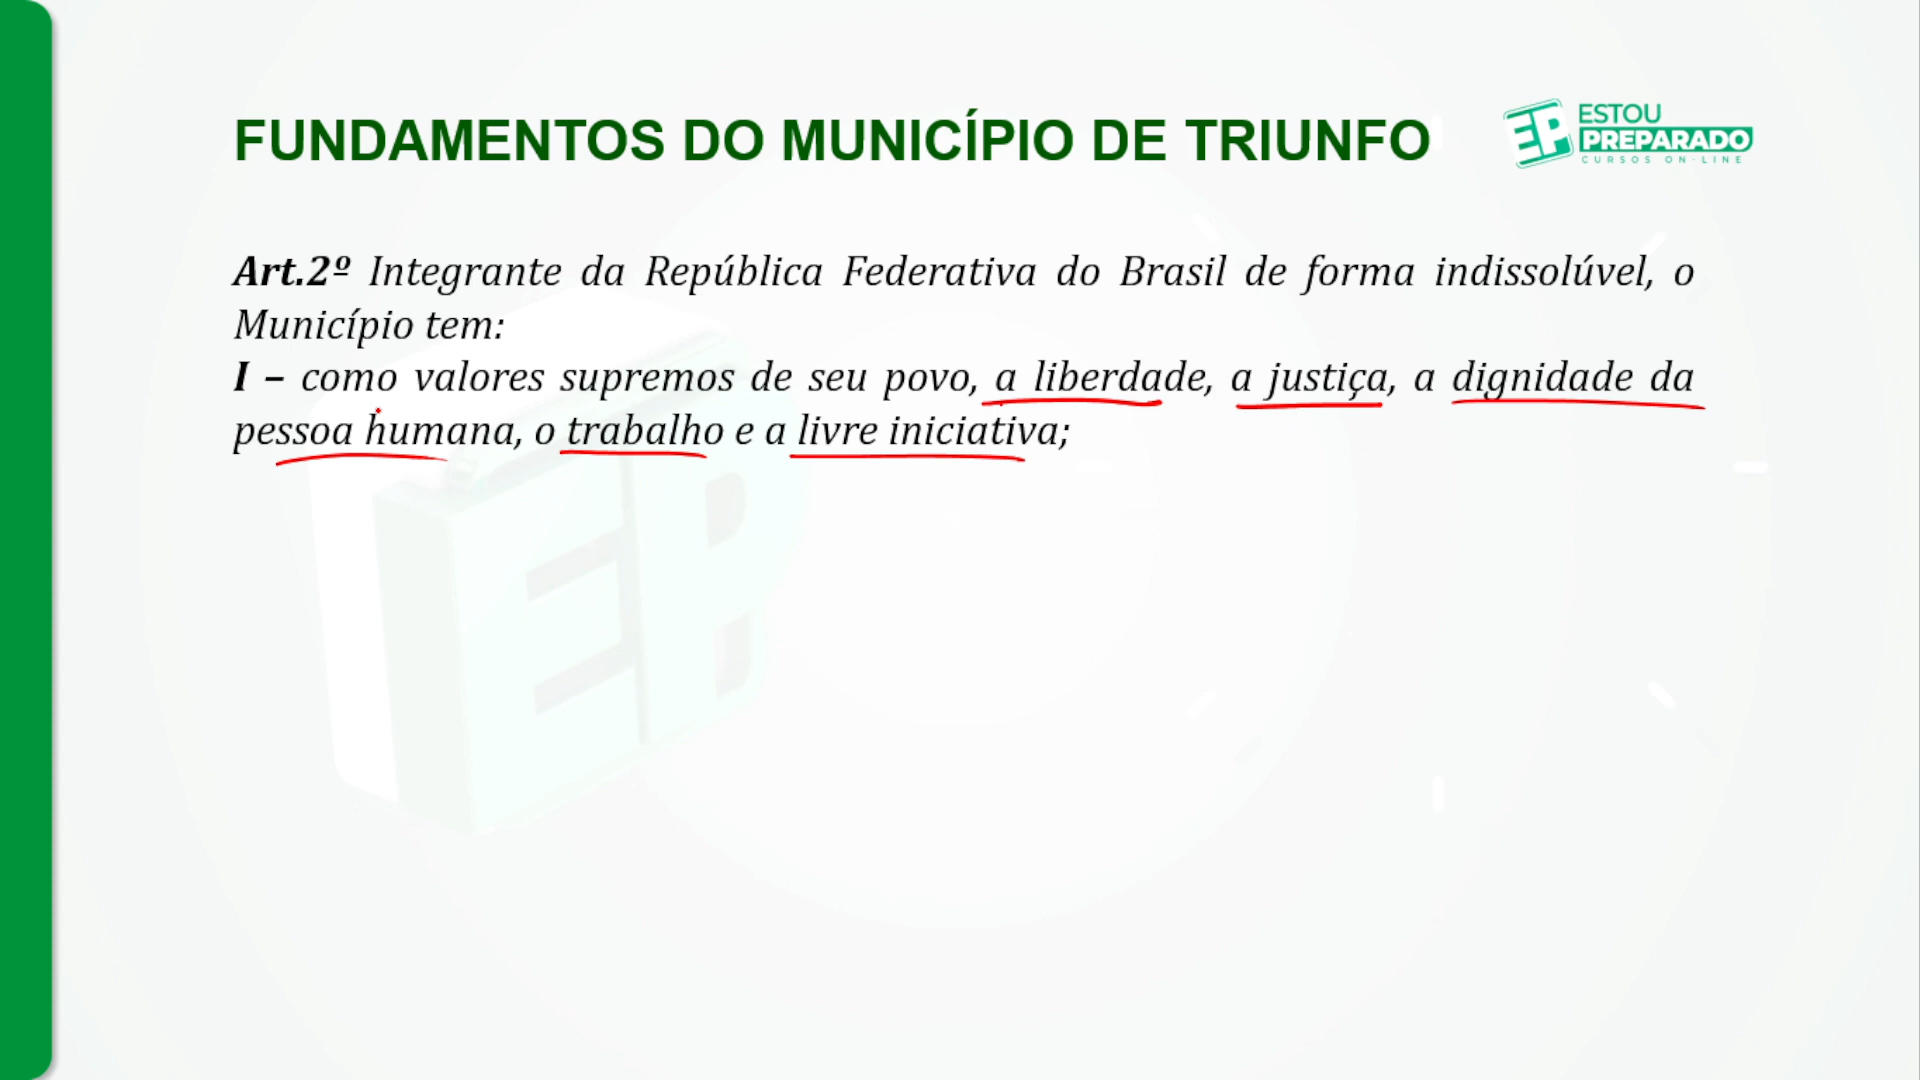 FUNDAMENTOS DO MUNICÍPIO DE TRIUNFO
EP ESTOU
PREPARADO
CURSOS ON-LINE
Art.2º Integrante da República Federativa do Brasil de forma indissolúvel, o
Município tem:
I – como valores supremos de seu povo, a liberdade, a justiça, a dignidade da
pessoa humana, o trabalho e a livre iniciativa;
EP